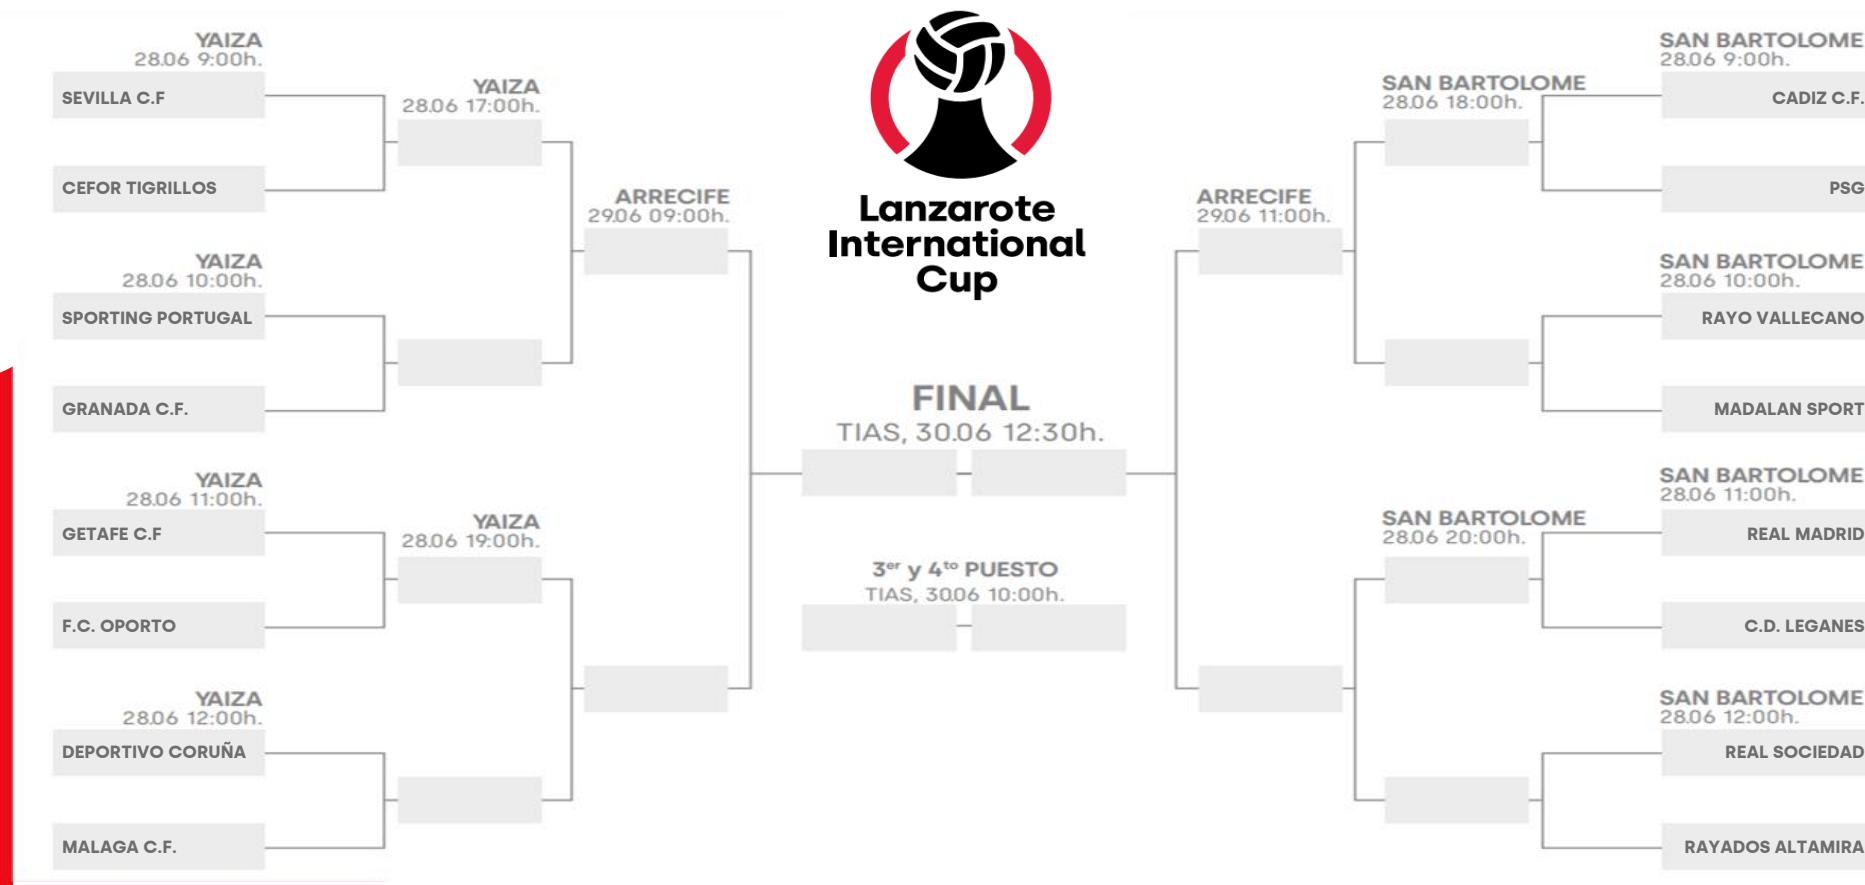 YAIZA
28.06 9:00h.
SEVILLA C.F
CEFOR TIGRILLOS
YAIZA
28.06 10:00h.
SPORTING PORTUGAL
GRANADA C.F.
YAIZA
28.06 11:00h.
GETAFE C.F
F.C. OPORTO
YAIZA
28.06 12:00h.
DEPORTIVO CORUÑA
MALAGA C.F.
YAIZA
28.06 17:00h.
YAIZA
28.06 19:00h.
ARRECIFE
29.06 09:00h.
Lanzarote
International
Cup
FINAL
TIAS, 30.06 12:30h.
3er y 4to PUESTO
TIAS, 30.06 10:00h.
ARRECIFE
29.06 11:00h.
SAN BARTOLOME
28.06 18:00h.
SAN BARTOLOME
28.06 20:00h.
SAN BARTOLOME
28.06 9:00h.
CADIZ C.F.
PSG
SAN BARTOLOME
28.06 10:00h.
RAYO VALLECANO
MADALAN SPORT
SAN BARTOLOME
28.06 11:00h.
REAL MADRID
C.D. LEGANES
SAN BARTOLOME
28.06 12:00h.
REAL SOCIEDAD
RAYADOS ALTAMIRA